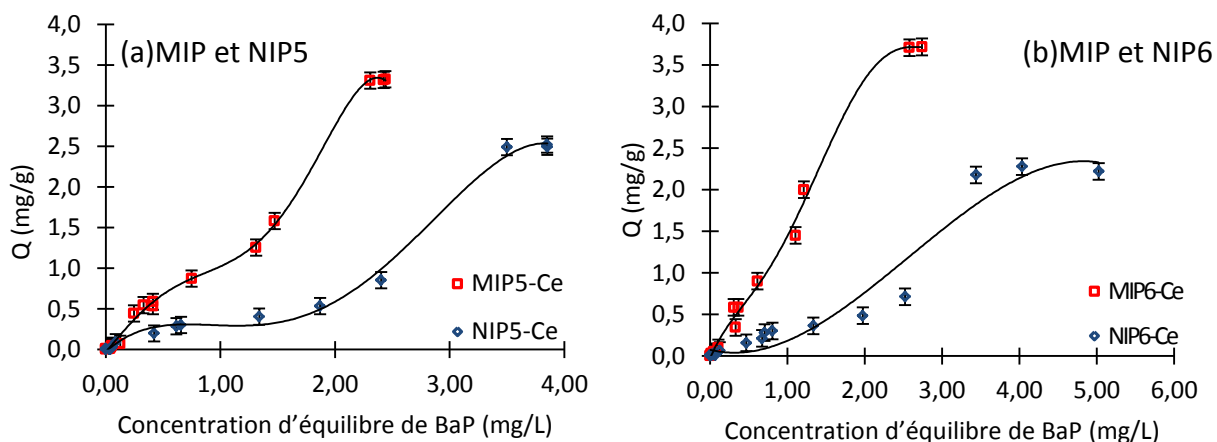 (a)MIP et NIP5
Q (mg/g)
4,0
3,5
3,0
2,5
2,0
1,5
1,0
0,5
0,0
MIP5-Ce
NIP5-Ce
0,00 1,00 2,00 3,00 4,00
Concentration d'équilibre de BaP (mg/L)
(b)MIP et NIP6
Q (mg/g)
4,0
3,5
3,0
2,5
2,0
1,5
1,0
0,5
0,0
MIP6-Ce
NIP6-Ce
0,00 1,00 2,00 3,00 4,00 5,00 6,00
Concentration d'équilibre de BaP (mg/L)